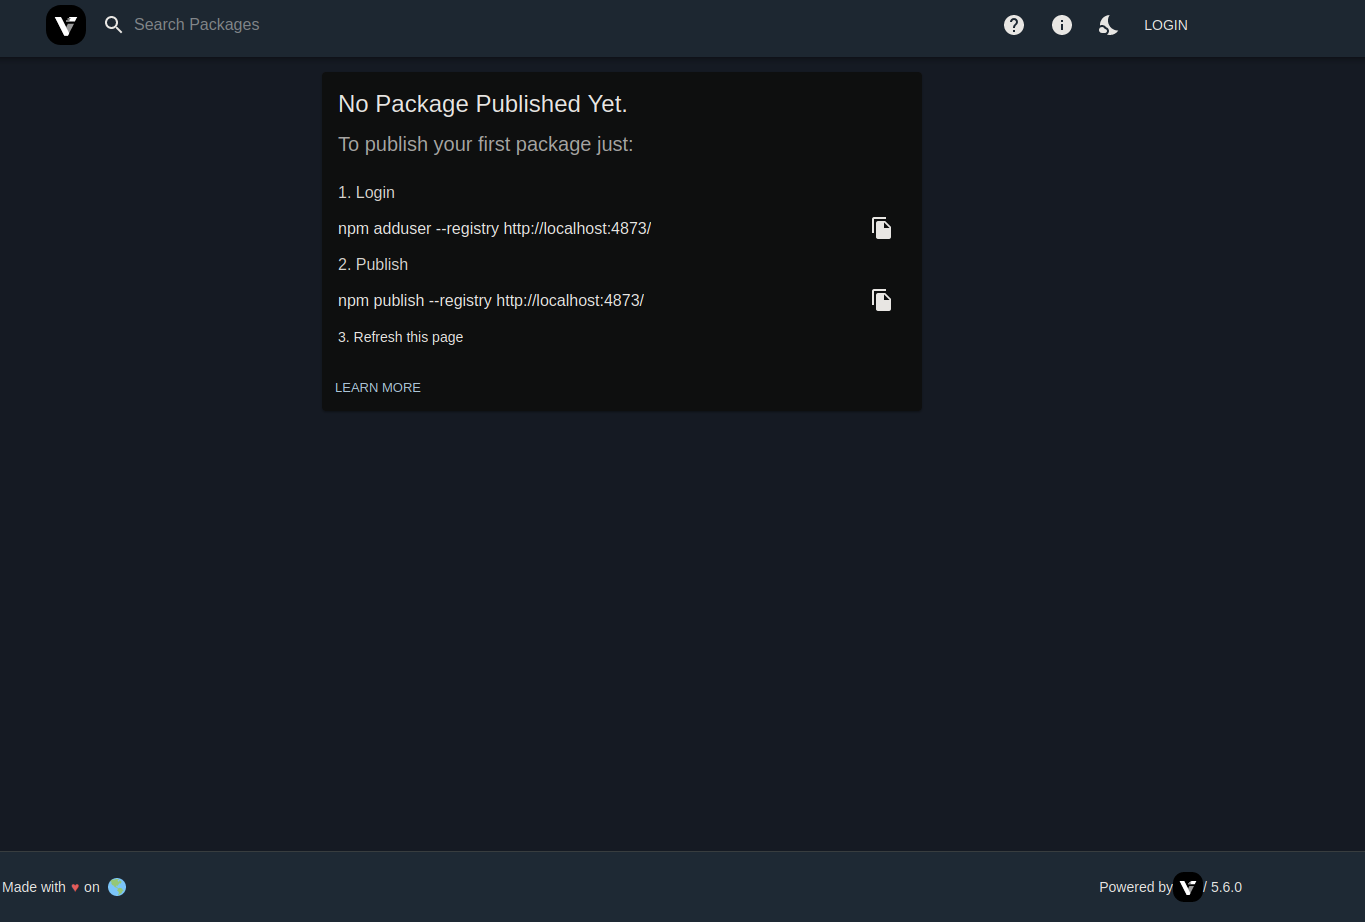 Search Packages
LOGIN
No Package Published Yet.
To publish your first package just:
1. Login
npm adduser --registry http://localhost:4873/
2. Publish
npm publish --registry http://localhost:4873/
3. Refresh this page
LEARN MORE
Made with ♥ on 🌎
Powered by / 5.6.0